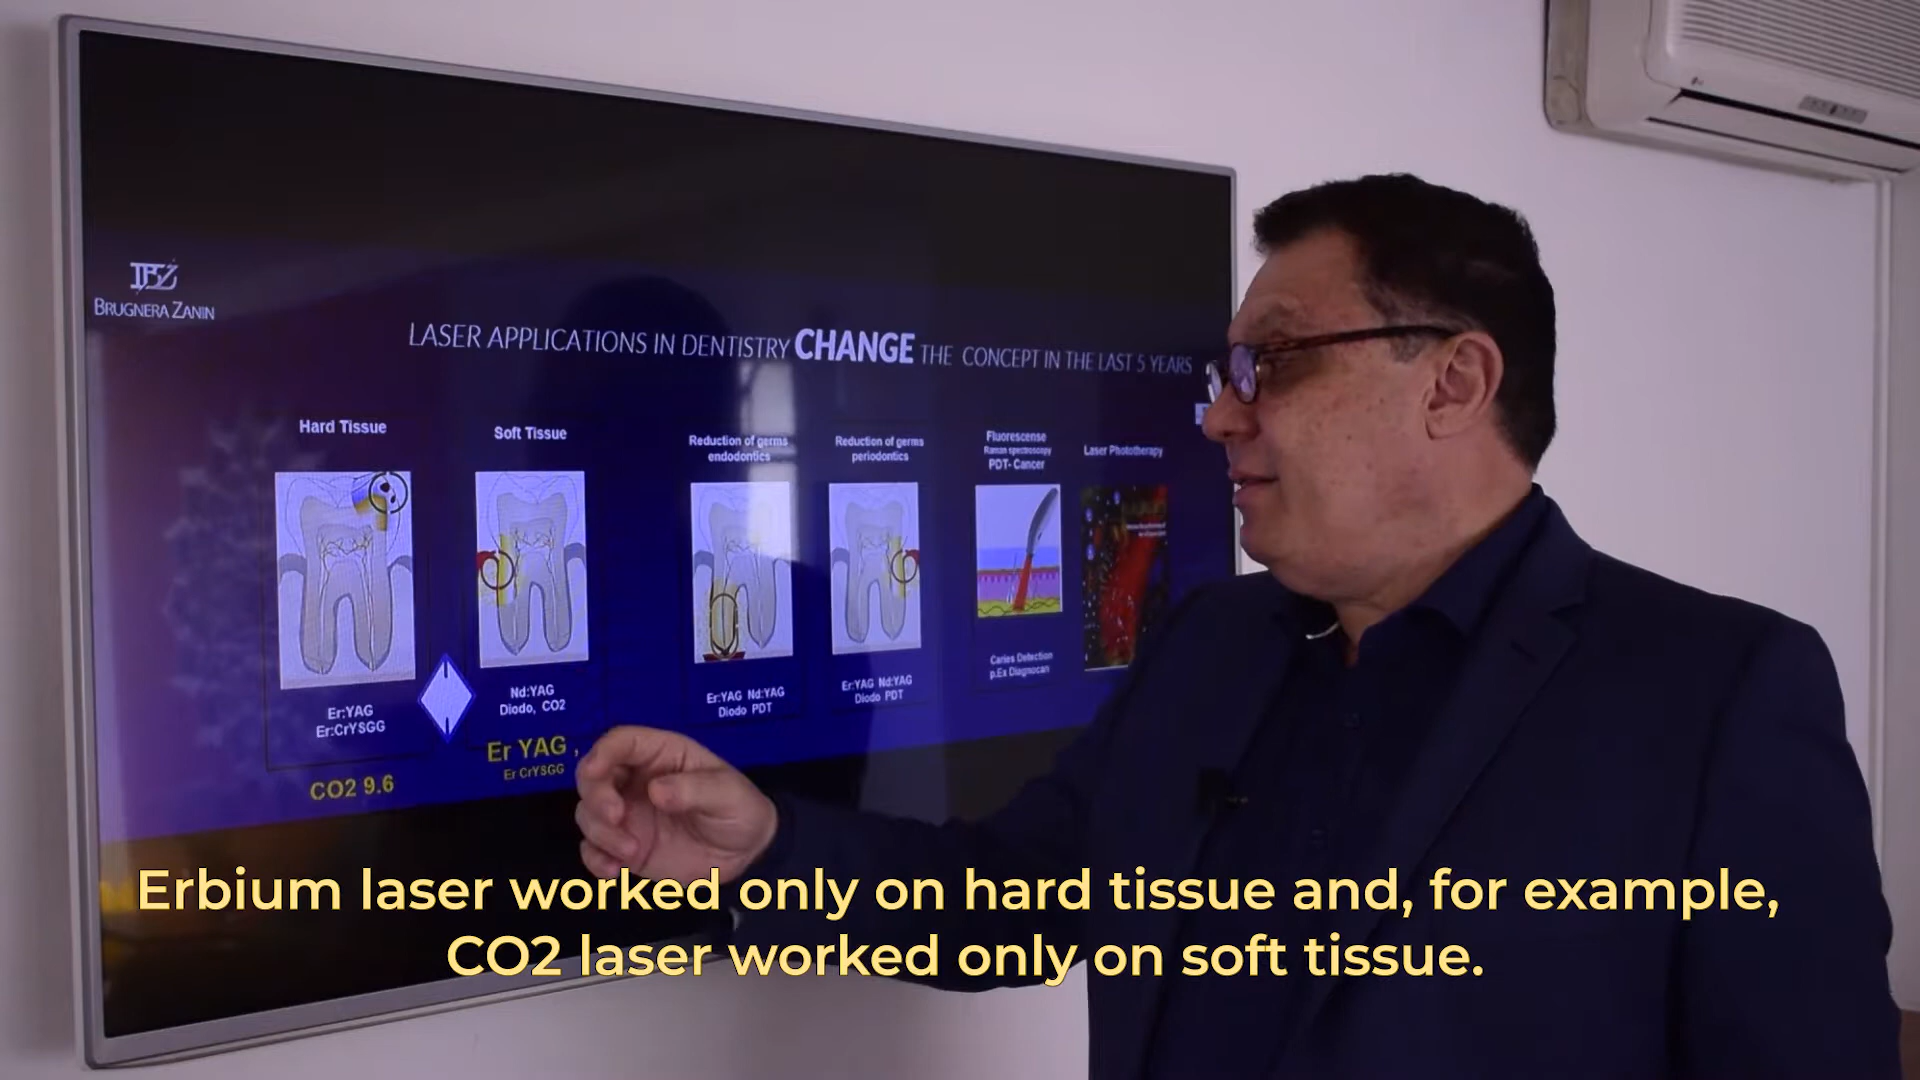 BRUGNERA ZANIN
LASER APPLICATIONS IN DENTISTRY CHANGE THE CONCEPT IN THE LAST 5 YEARS
Hard Tissue
Soft Tissue
Reduction of germs
endodontics
Reduction of germs
periodontics
Fluorescense
Raman spectroscopy
PDT- Cancer
Laser Phototherapy
Er:YAG
Er:CrYSGG
CO2 9.6
Nd:YAG
Diodo, CO2
Er YAG ,
Er CrYSGG
Er:YAG Nd:YAG
Diodo PDT
Er:YAG Nd:YAG
Diodo PDT
Caries Detection
p.Ex Diagnocan
Erbium laser worked only on hard tissue and, for example,
CO2 laser worked only on soft tissue.